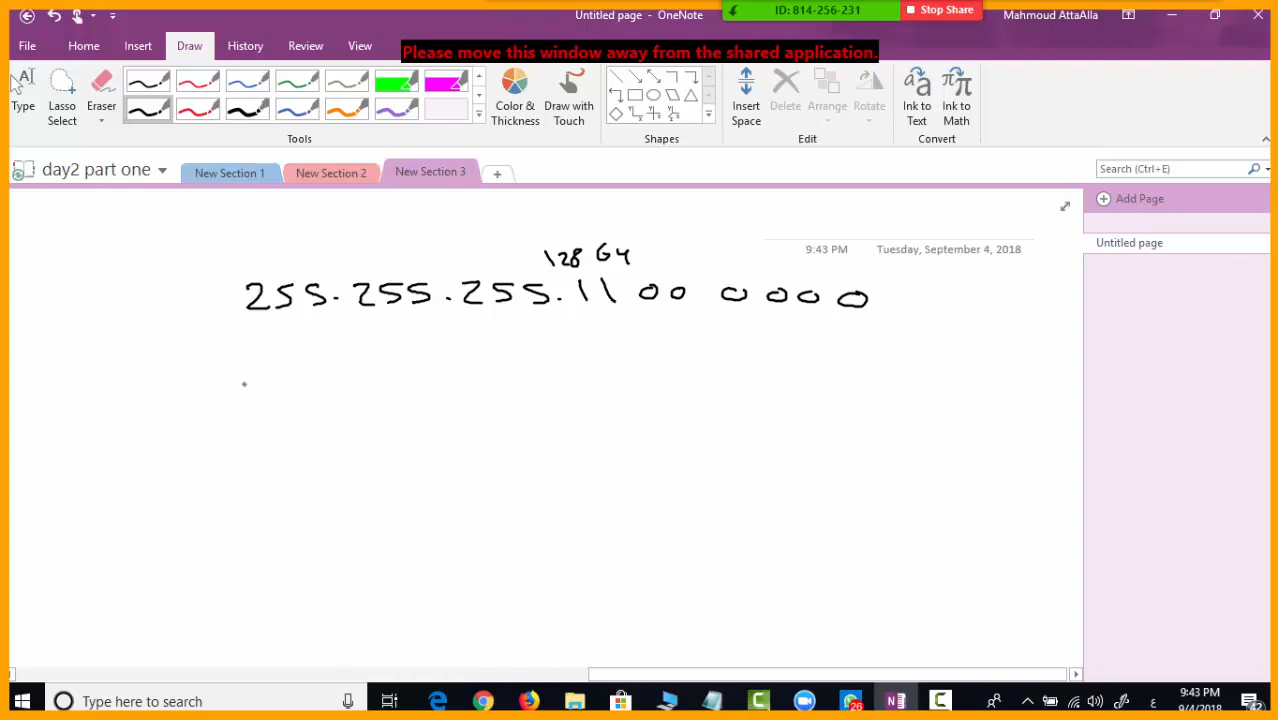 Untitled page - OneNote
ID: 814-256-231
Stop Share
Mahmoud AttaAlla
File Home Insert Draw History Review View
Please move this window away from the shared application.
Type
Lasso Select
Eraser
Color & Thickness
Draw with Touch
Insert Space
Delete
Arrange
Rotate
Ink to Text
Ink to Math
Tools
Shapes
Edit
Convert
day2 part one
New Section 1
New Section 2
New Section 3
Search (Ctrl+E)
Add Page
Untitled page
9:43 PM Tuesday, September 4, 2018
128 64
255.255.255.1100 0000
Type here to search
26
ع
9:43 PM
9/4/2018
42